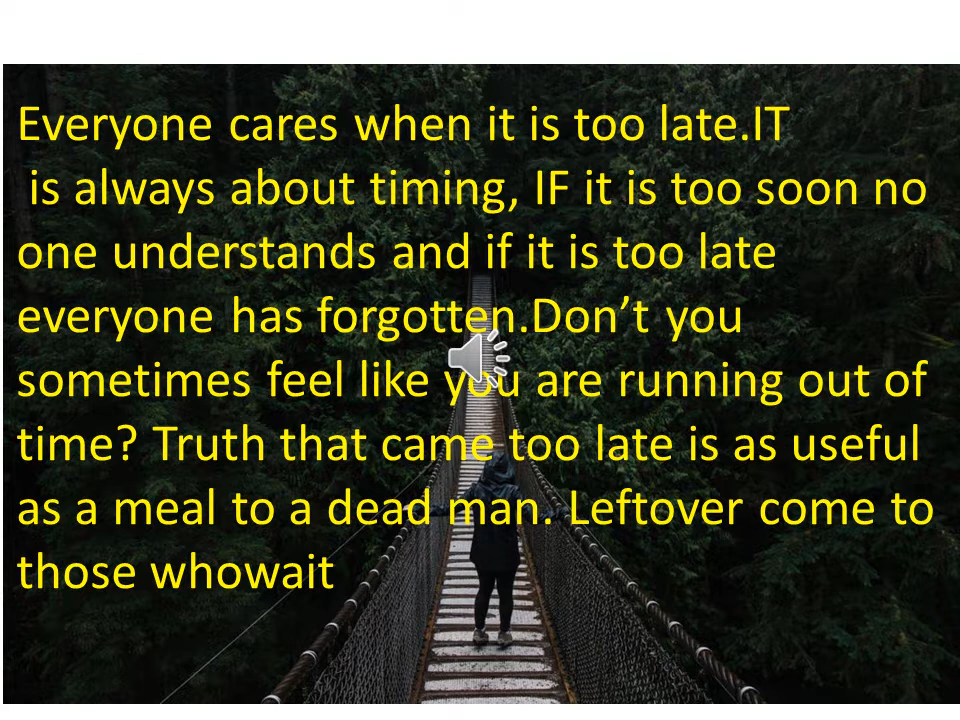 Everyone cares when it is too late.IT
is always about timing, IF it is too soon no
one understands and if it is too late
everyone has forgotten.Don’t you
sometimes feel like you are running out of
time? Truth that came too late is as useful
as a meal to a dead man. Leftover come to
those whowait